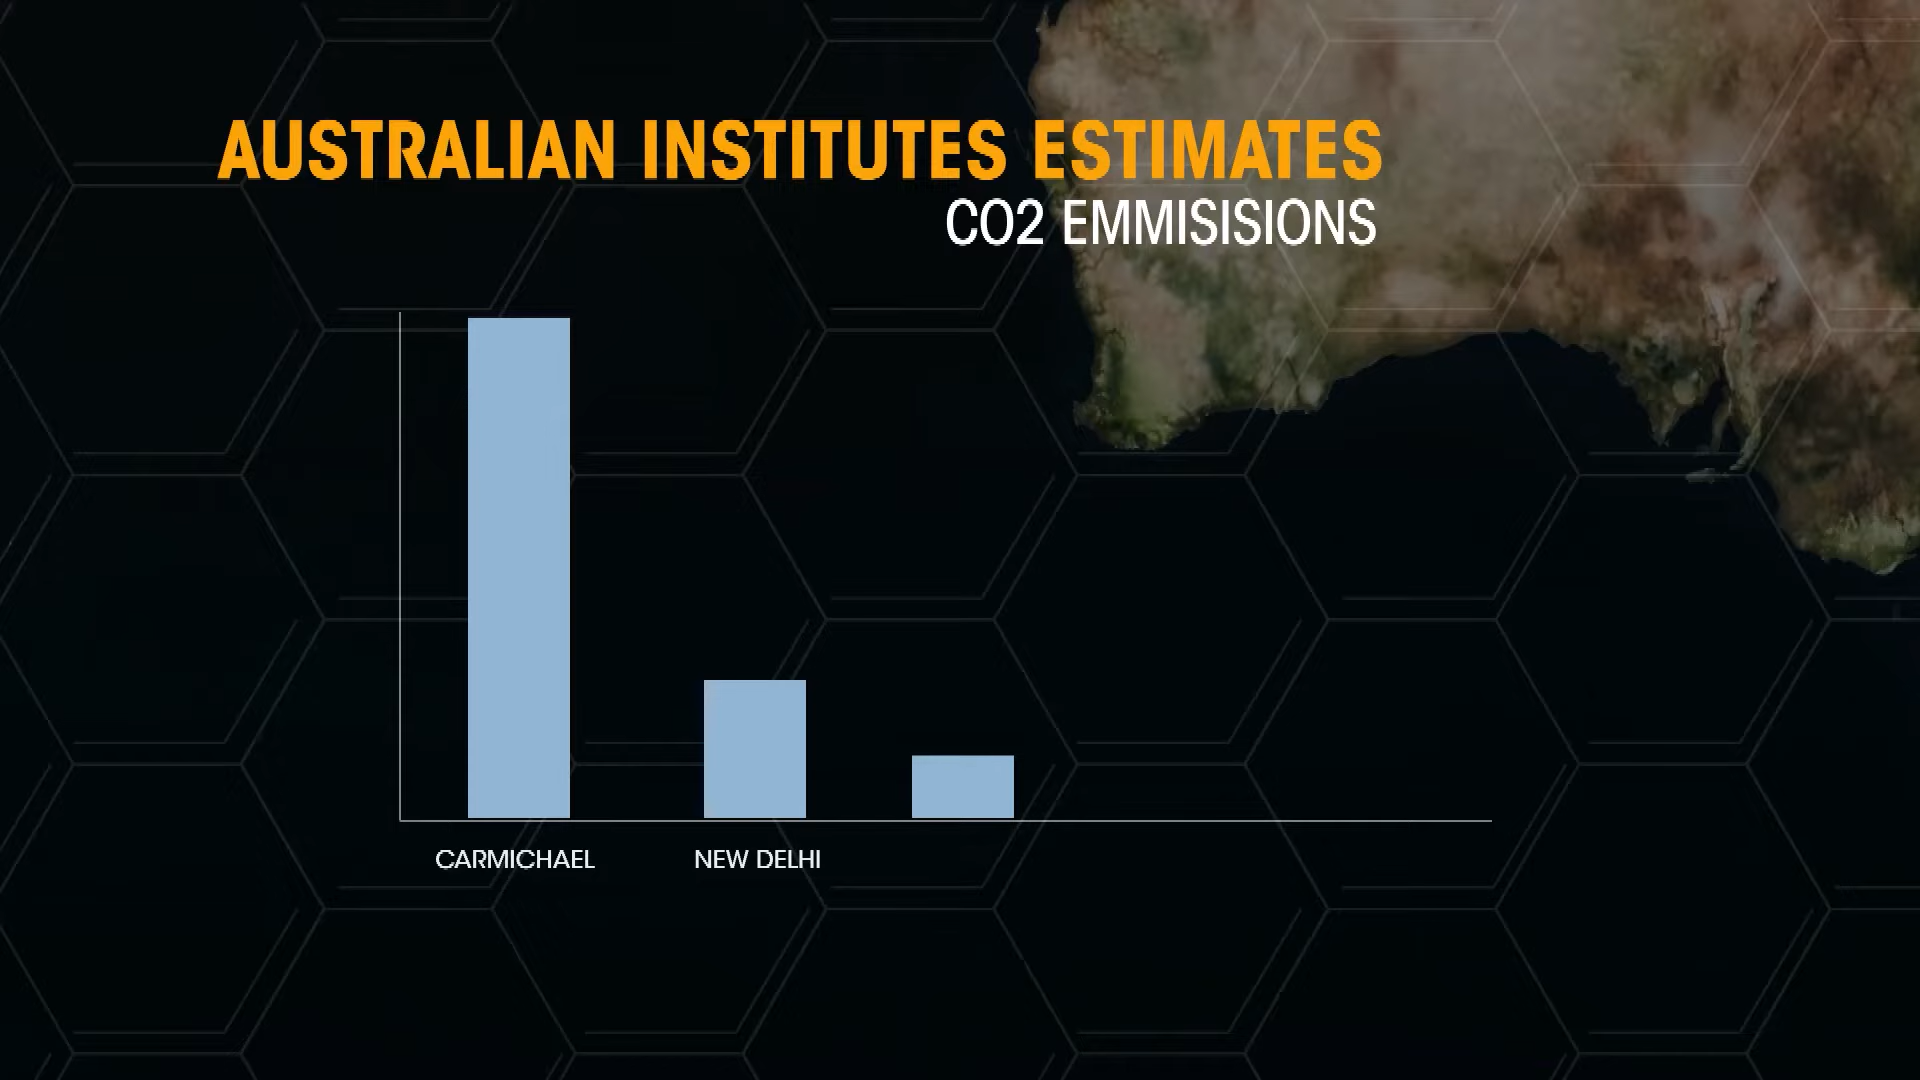 AUSTRALIAN INSTITUTES ESTIMATES
CO2 EMMISISIONS
CARMICHAEL
NEW DELHI